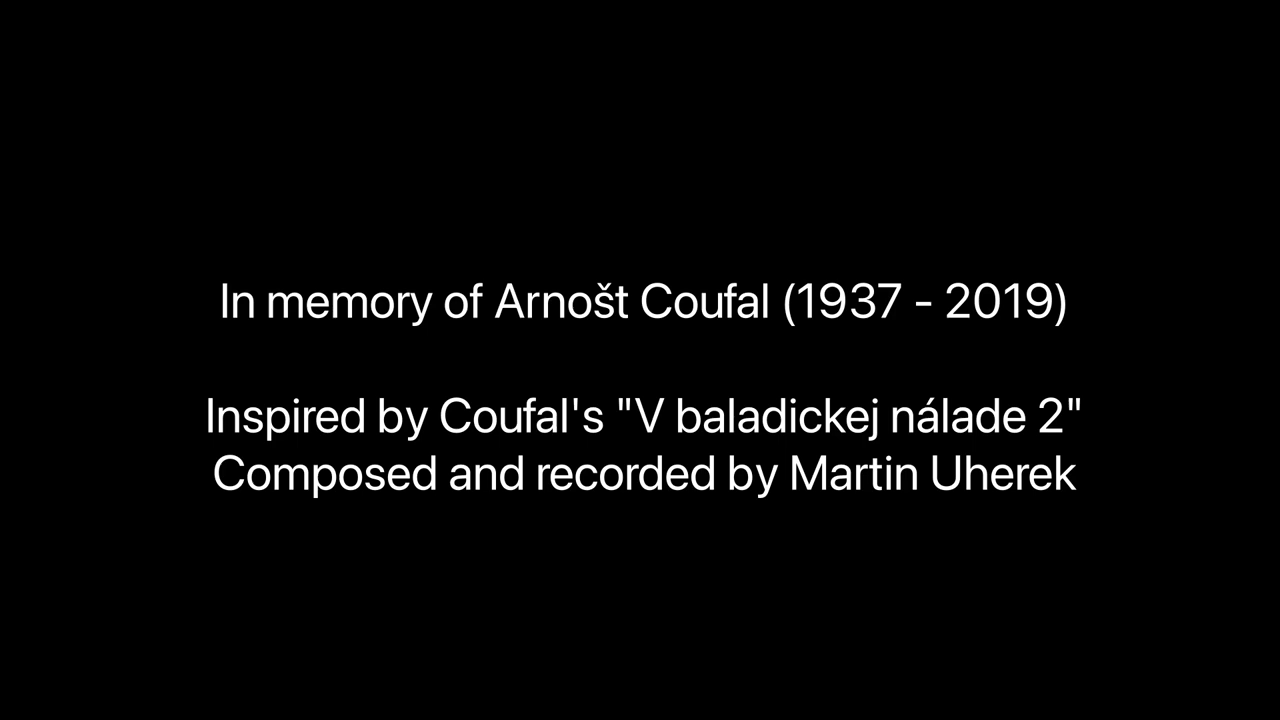 In memory of Arnošt Coufal (1937 - 2019)
Inspired by Coufal's "V baladickej nálade 2"
Composed and recorded by Martin Uherek